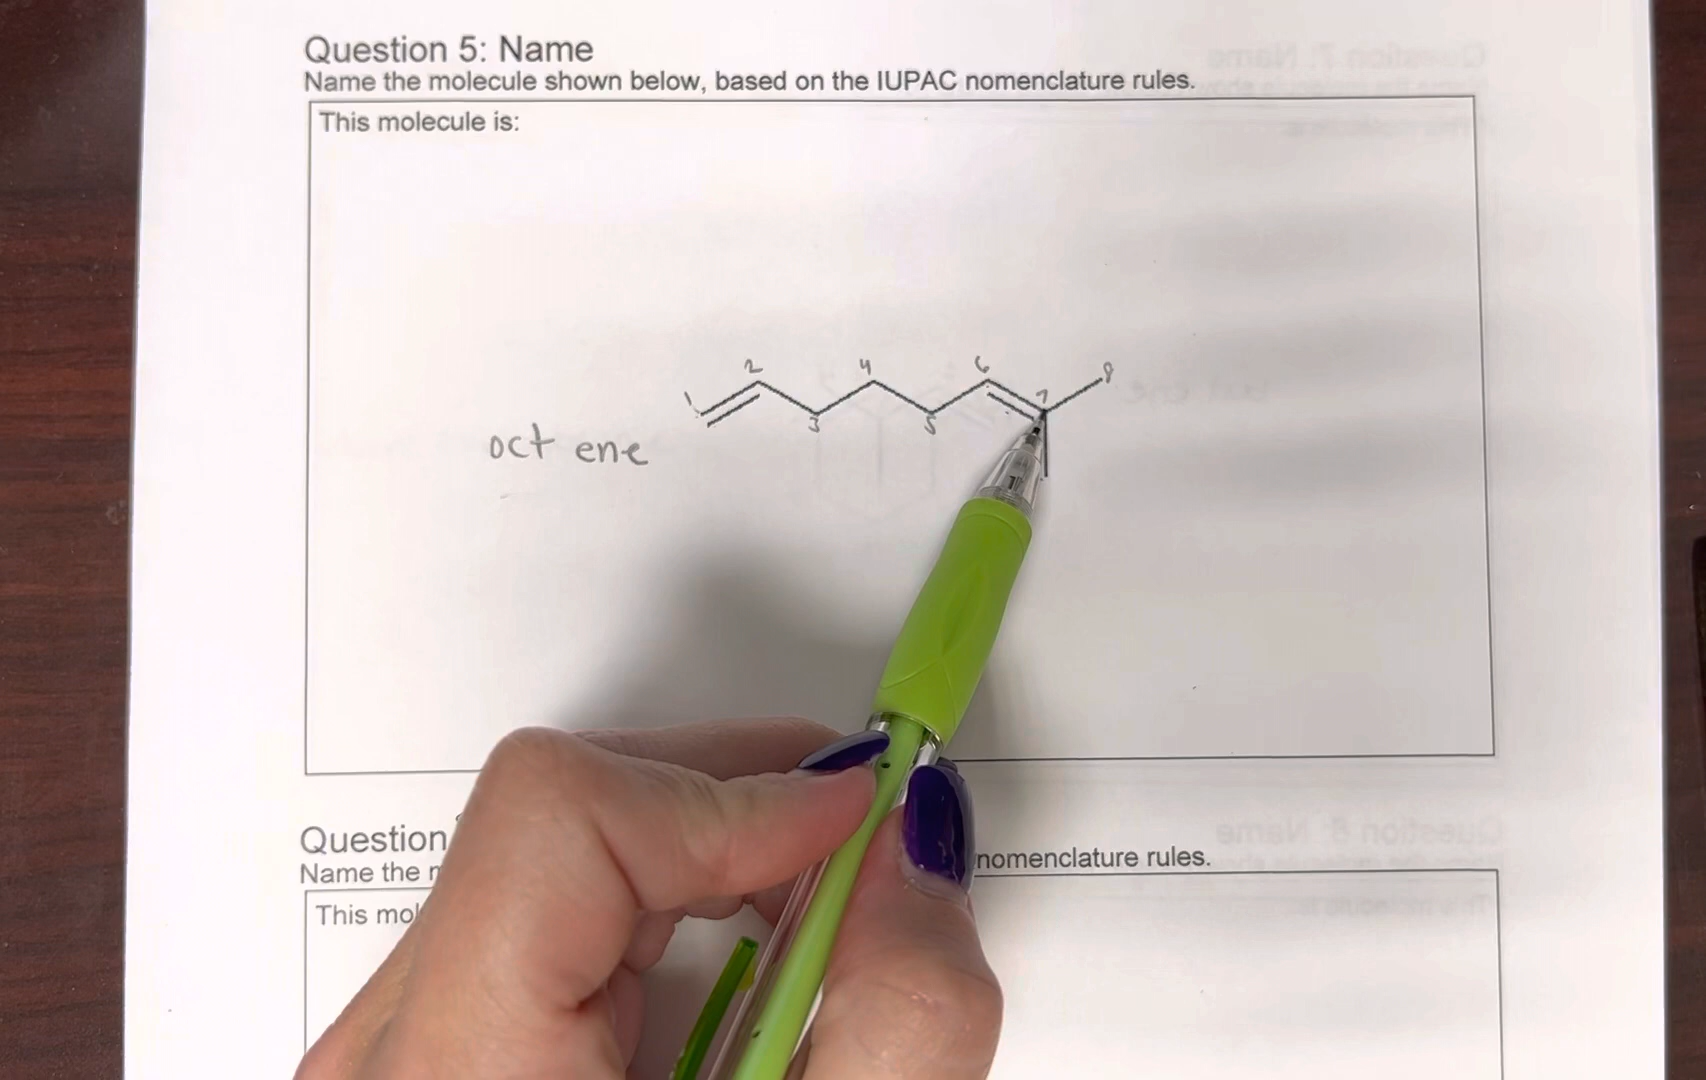 Question 5: Name
Name the molecule shown below, based on the IUPAC nomenclature rules.
This molecule is:
1 2 3 4 5 6 7 8
oct ene
Question
Name the nomenclature rules.
This